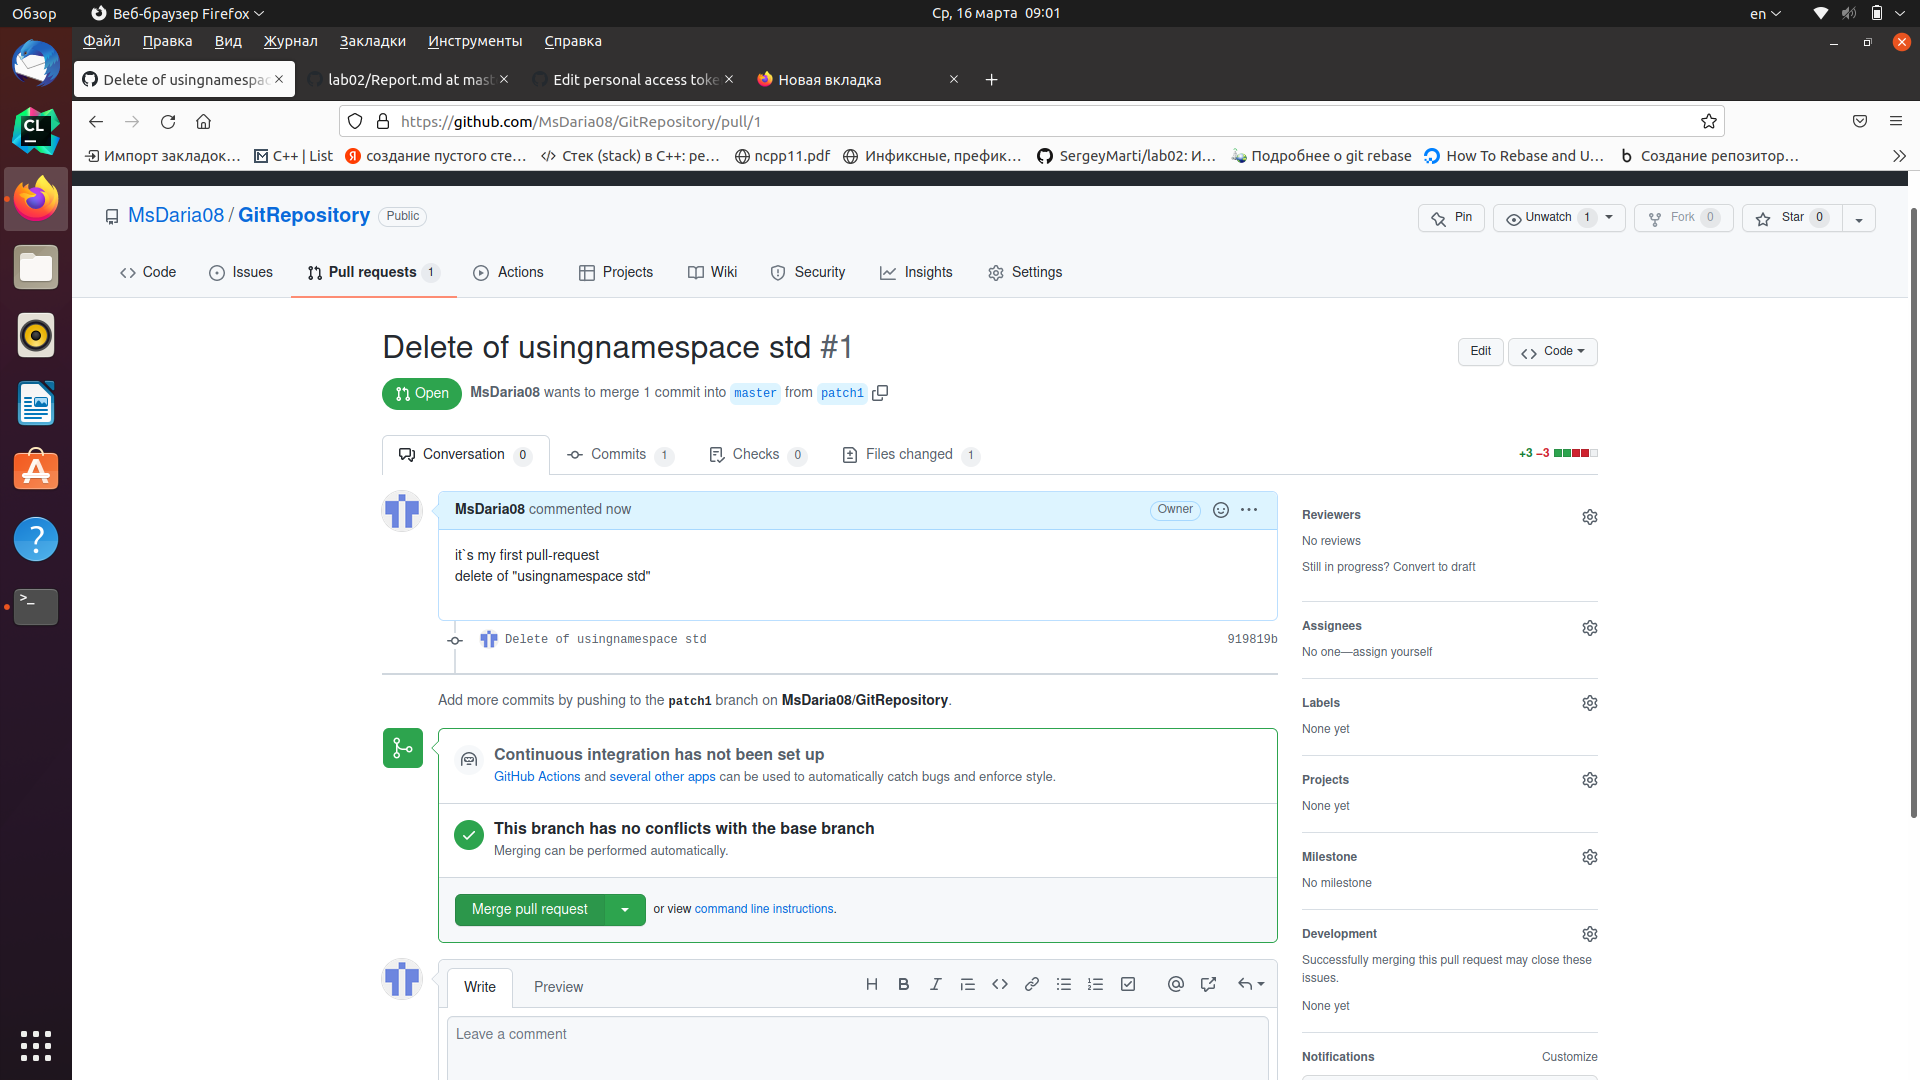 Обзор
Веб-браузер Firefox
Ср, 16 марта 09:01
en
Файл Правка Вид Журнал Закладки Инструменты Справка
Delete of usingnamespac
lab02/Report.md at mast
Edit personal access toke
Новая вкладка
https://github.com/MsDaria08/GitRepository/pull/1
Импорт закладок…
C++ | List
создание пустого сте…
Стек (stack) в C++: ре…
ncpp11.pdf
Инфиксные, префик…
SergeyMarti/lab02: И…
Подробнее о git rebase
How To Rebase and U…
Создание репозитор…
MsDaria08 / GitRepository Public
Pin
Unwatch 1
Fork 0
Star 0
Code
Issues
Pull requests 1
Actions
Projects
Wiki
Security
Insights
Settings
Delete of usingnamespace std #1
Edit
Code
Open
MsDaria08 wants to merge 1 commit into master from patch1
Conversation 0
Commits 1
Checks 0
Files changed 1
+3 −3
MsDaria08 commented now
Owner
it`s my first pull-request
delete of "usingnamespace std"
Delete of usingnamespace std
919819b
Add more commits by pushing to the patch1 branch on MsDaria08/GitRepository.
Continuous integration has not been set up
GitHub Actions and several other apps can be used to automatically catch bugs and enforce style.
This branch has no conflicts with the base branch
Merging can be performed automatically.
Merge pull request
or view command line instructions.
Write
Preview
Leave a comment
Reviewers
No reviews
Still in progress? Convert to draft
Assignees
No one—assign yourself
Labels
None yet
Projects
None yet
Milestone
No milestone
Development
Successfully merging this pull request may close these
issues.
None yet
Notifications
Customize